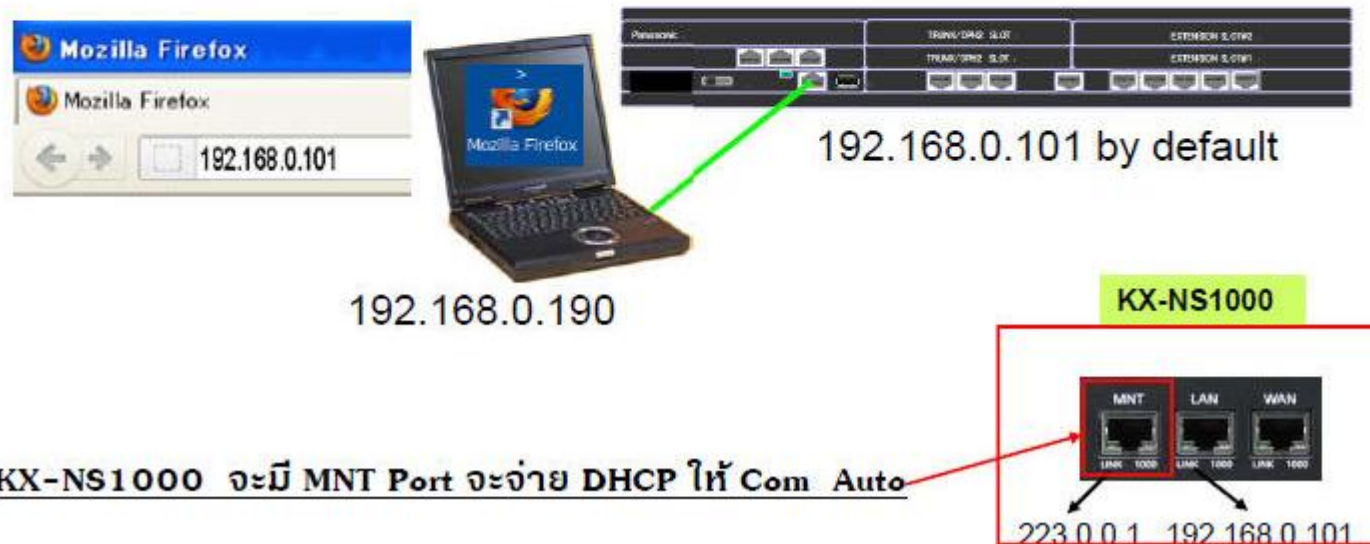 Mozilla Firefox
Mozilla Firefox
192.168.0.101
Mozilla Firefox
Panasonic
TRUNK/OPH2 SLOT
EXTENSION SLOT#2
TRUNK/OPH2 SLOT
EXTENSION SLOT#1
192.168.0.101 by default
192.168.0.190
KX-NS1000
MNT LAN WAN
LINK 1000 LINK 1000 LINK 1000
KX-NS1000 จะมี MNT Port จะจ่าย DHCP ให้ Com Auto
223.0.0.1 192.168.0.101